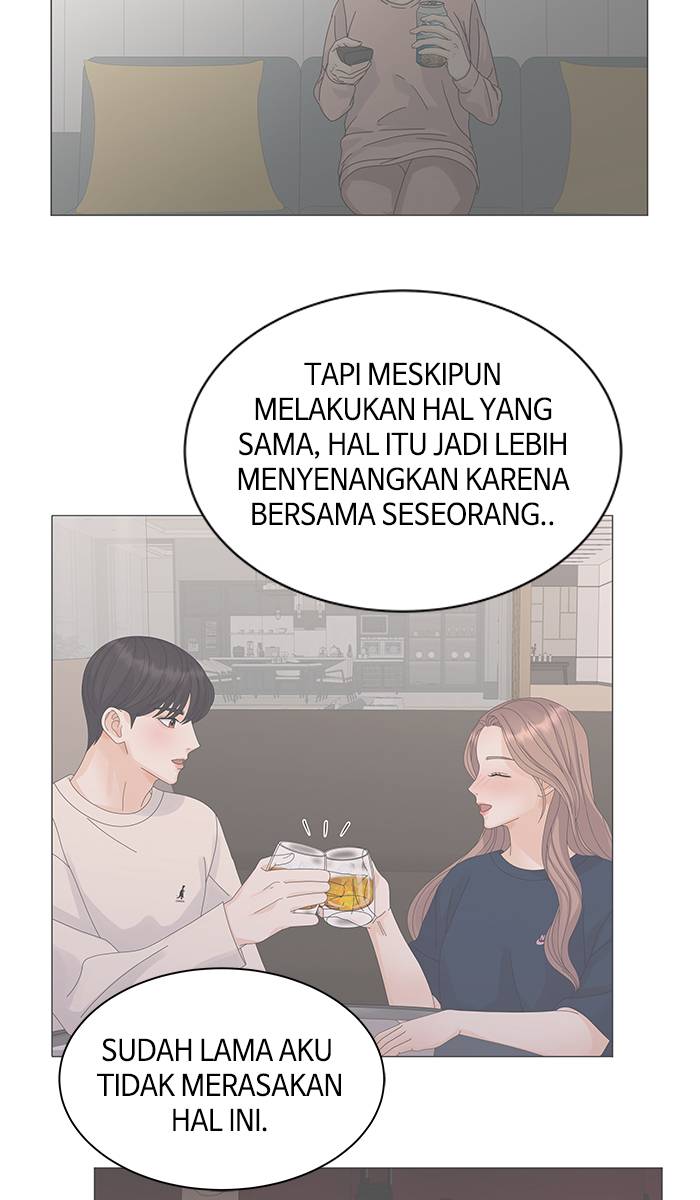 TAPI MESKIPUN
MELAKUKAN HAL YANG
SAMA, HAL ITU JADI LEBIH
MENYENANGKAN KARENA
BERSAMA SESEORANG..
SUDAH LAMA AKU
TIDAK MERASAKAN
HAL INI.